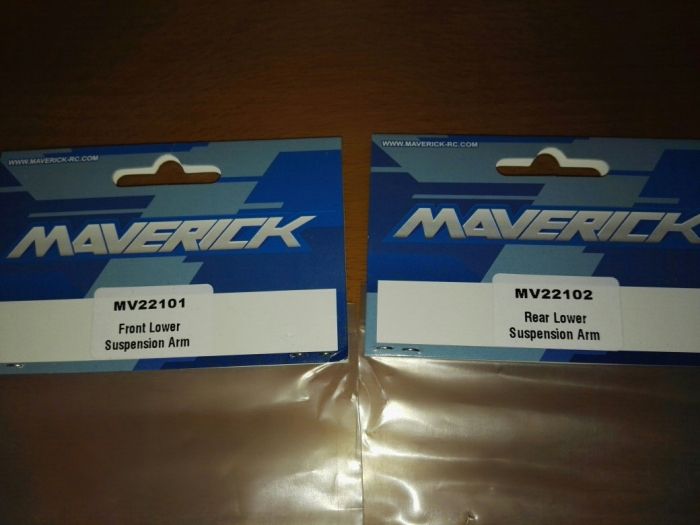 WWW.MAVERICK-RC.COM
MAVERICK
MV22101
Front Lower
Suspension Arm
WWW.MAVERICK-RC.COM
MAVERICK
MV22102
Rear Lower
Suspension Arm